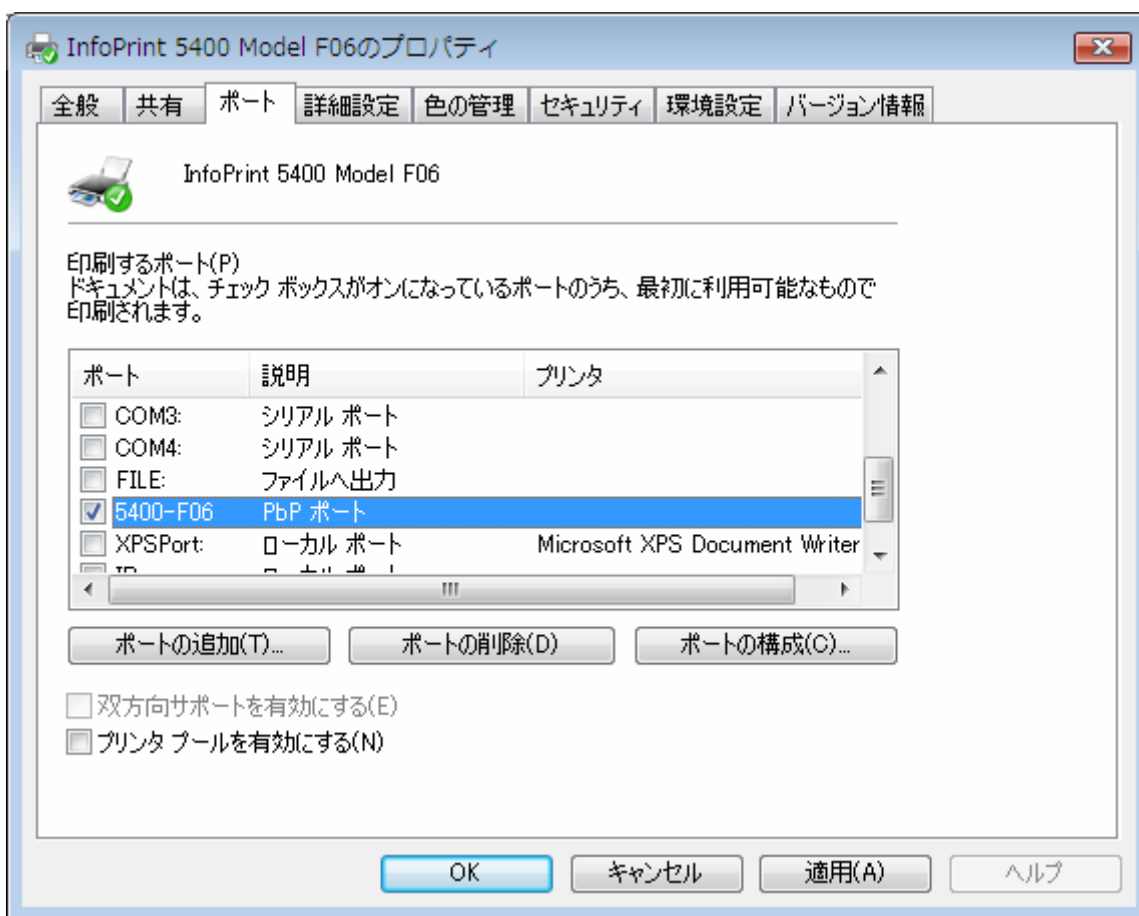 InfoPrint 5400 Model F06のプロパティ
全般 共有 ポート 詳細設定 色の管理 セキュリティ 環境設定 バージョン情報
InfoPrint 5400 Model F06
印刷するポート(P)
ドキュメントは、チェック ボックスがオンになっているポートのうち、最初に利用可能なもので
印刷されます。
ポート 説明 プリンタ
COM3: シリアル ポート
COM4: シリアル ポート
FILE: ファイルへ出力
5400-F06 PbP ポート
XPSPort: ローカル ポート Microsoft XPS Document Writer
ポートの追加(T)... ポートの削除(D) ポートの構成(C)...
双方向サポートを有効にする(E)
プリンタ プールを有効にする(N)
OK キャンセル 適用(A) ヘルプ